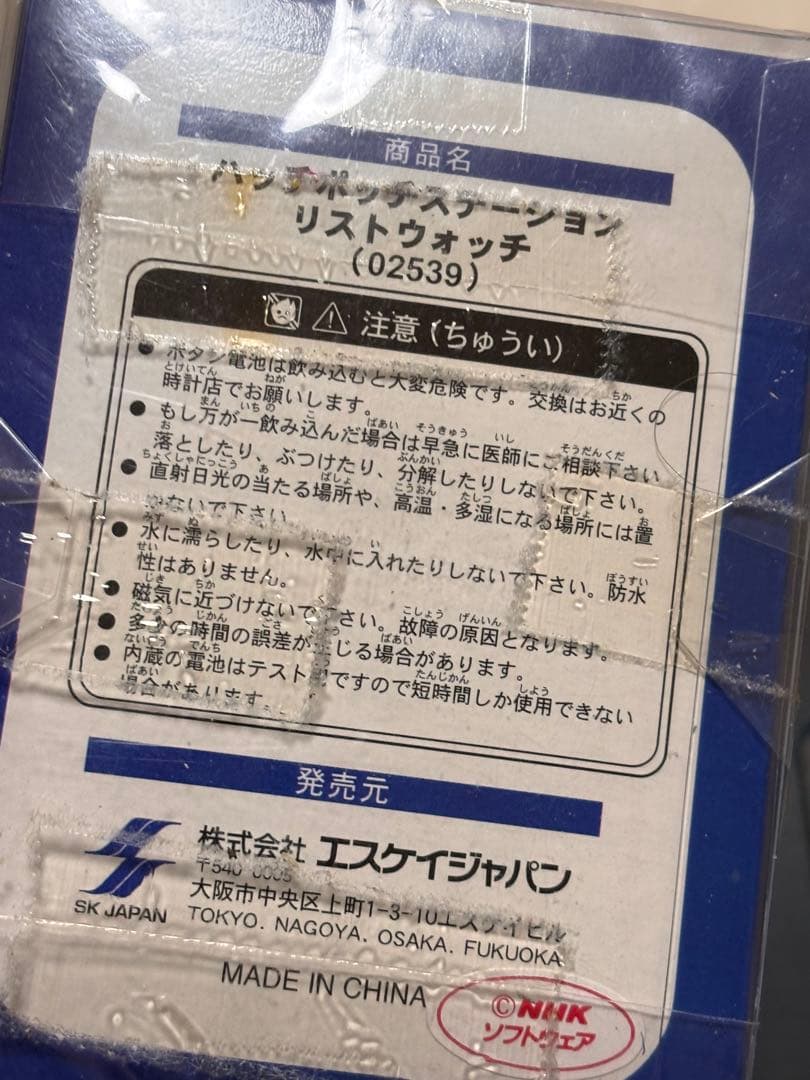 商品名
ハッチポッチステーション
リストウォッチ
(02539)
注意(ちゅうい)
● ボタン電池は飲み込むと大変危険です。交換はお近くの
時計店でお願いします。
● もし万が一飲み込んだ場合は早急に医師にご相談下さい
落としたり、ぶつけたり、分解したりしないで下さい。
● 直射日光の当たる場所や、高温・多湿になる場所には置
かないで下さい。
● 水に濡らしたり、水中に入れたりしないで下さい。防水
性はありません。
● 磁気に近づけないで下さい。故障の原因となります。
● 多少の時間の誤差が生じる場合があります。
● 内蔵の電池はテスト用ですので短時間しか使用できない
場合があります。
発売元
SK JAPAN
株式会社 エスケイジャパン
〒540-0005
大阪市中央区上町1-3-10エスケイビル
TOKYO. NAGOYA. OSAKA. FUKUOKA
MADE IN CHINA
©NHK
ソフトウェア